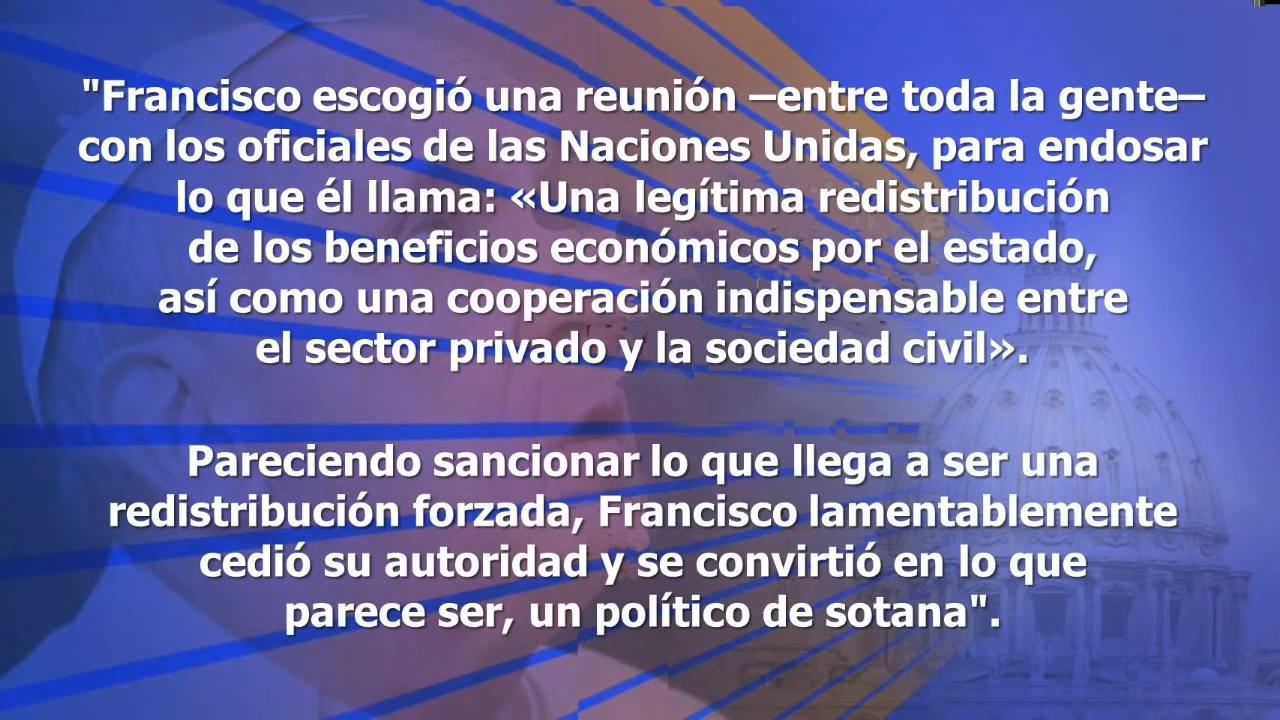 "Francisco escogió una reunión –entre toda la gente–
con los oficiales de las Naciones Unidas, para endosar
lo que él llama: «Una legítima redistribución
de los beneficios económicos por el estado,
así como una cooperación indispensable entre
el sector privado y la sociedad civil».
Pareciendo sancionar lo que llega a ser una
redistribución forzada, Francisco lamentablemente
cedió su autoridad y se convirtió en lo que
parece ser, un político de sotana".